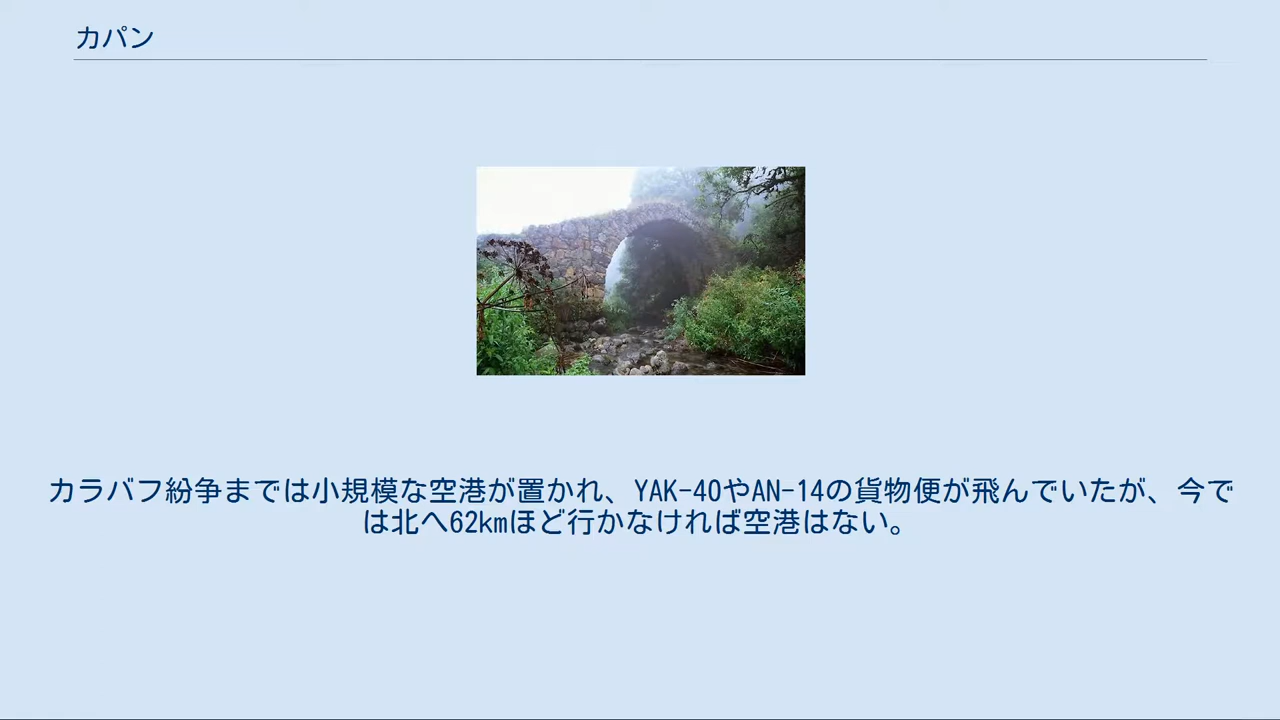 カパン
カラバフ紛争までは小規模な空港が置かれ、YAK-40やAN-14の貨物便が飛んでいたが、今で
は北へ62kmほど行かなければ空港はない。